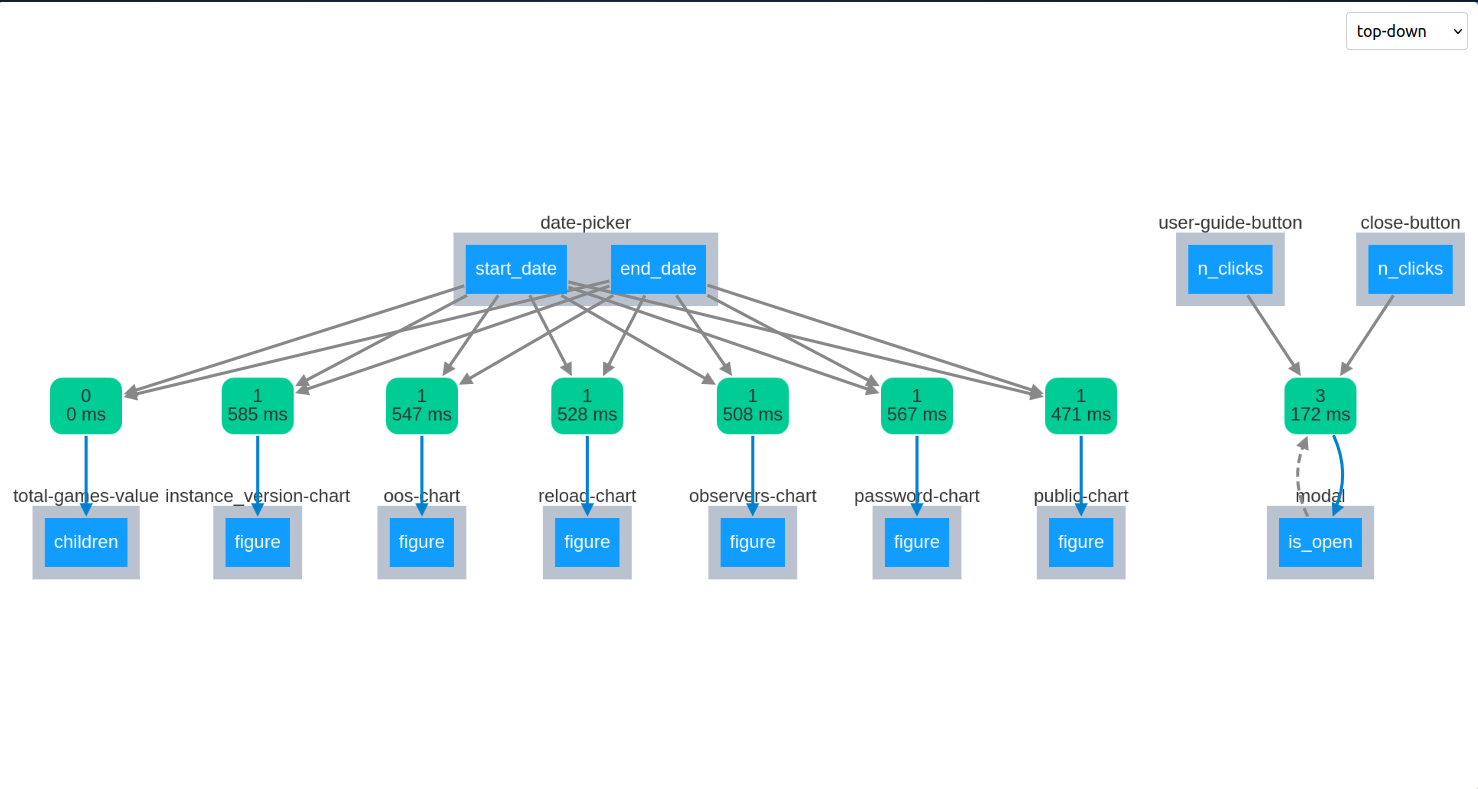 top-down
date-picker
user-guide-button
close-button
start_date
end_date
n_clicks
n_clicks
0
0 ms
1
585 ms
1
547 ms
1
528 ms
1
508 ms
1
567 ms
1
471 ms
3
172 ms
total-games-value
instance_version-chart
oos-chart
reload-chart
observers-chart
password-chart
public-chart
modal
children
figure
figure
figure
figure
figure
figure
is_open